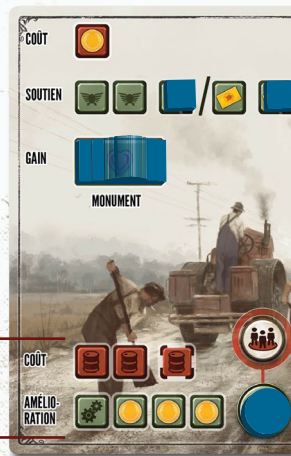 COÛT
SOUTIEN
/
GAIN
MONUMENT
COÛT
AMÉLIO-
RATION